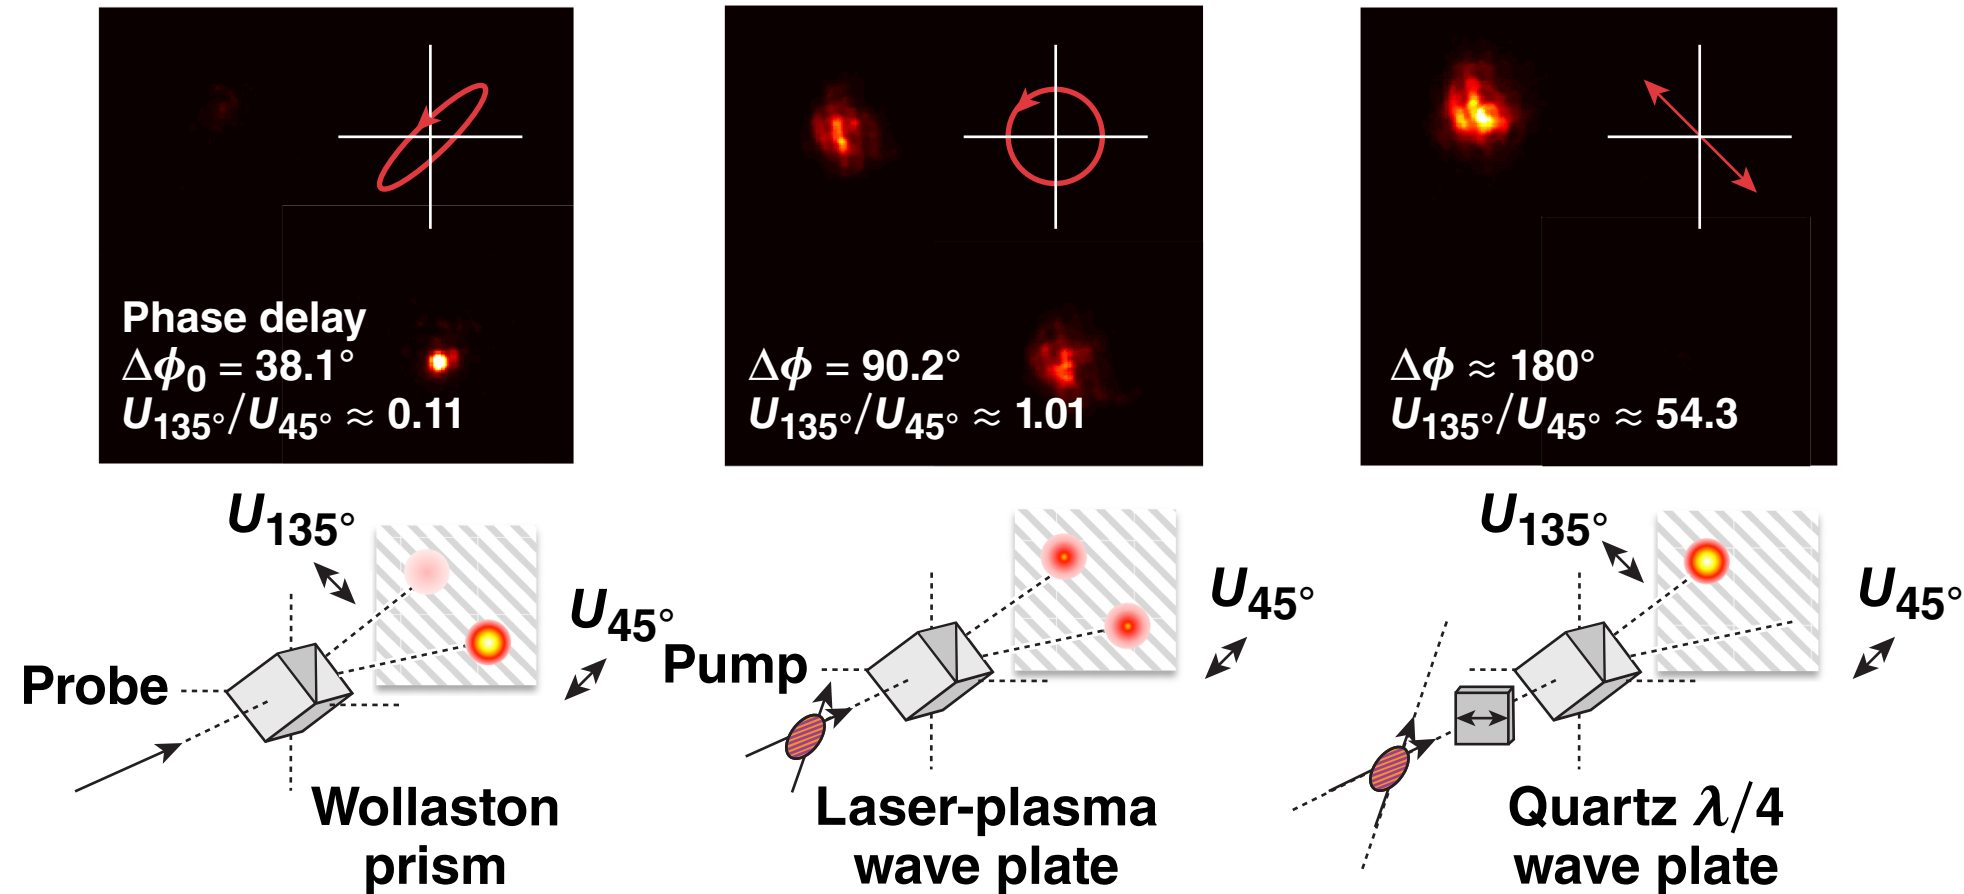 Phase delay
Δϕ₀ = 38.1°
U₁₃₅°/U₄₅° ≈ 0.11
Δϕ = 90.2°
U₁₃₅°/U₄₅° ≈ 1.01
Δϕ ≈ 180°
U₁₃₅°/U₄₅° ≈ 54.3
U₁₃₅°
U₄₅°
Probe
Wollaston
prism
U₄₅°
Pump
Laser-plasma
wave plate
U₁₃₅°
U₄₅°
Quartz λ/4
wave plate